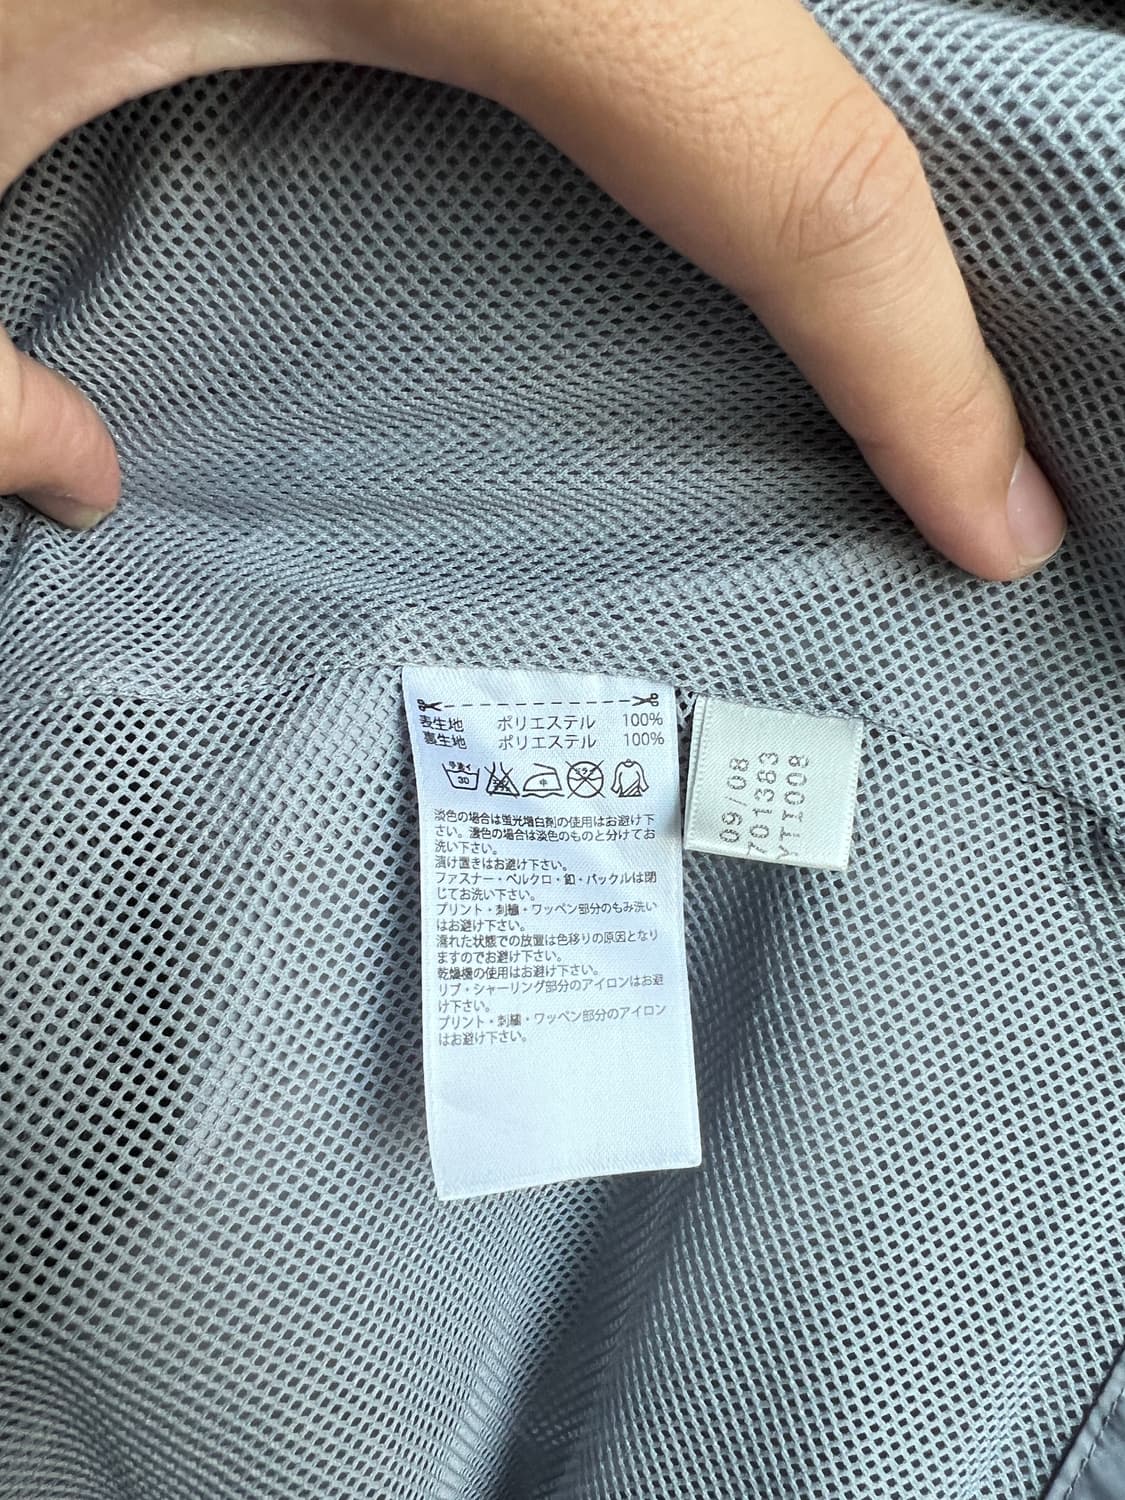 表生地 ポリエステル 100%
裏生地 ポリエステル 100%
手洗イ
30
中
淡色の場合は蛍光増白剤の使用はお避け下
さい。濃色の場合は淡色のものと分けてお
洗い下さい。
漬け置きはお避け下さい。
ファスナー・ベルクロ・釦・バックルは閉
じてお洗い下さい。
プリント・刺繍・ワッペン部分のもみ洗い
はお避け下さい。
濡れた状態での放置は色移りの原因となり
ますのでお避け下さい。
乾燥機の使用はお避け下さい。
リブ・シャーリング部分のアイロンはお避
け下さい。
プリント・刺繍・ワッペン部分のアイロン
はお避け下さい。
09/08
701383
YTI008